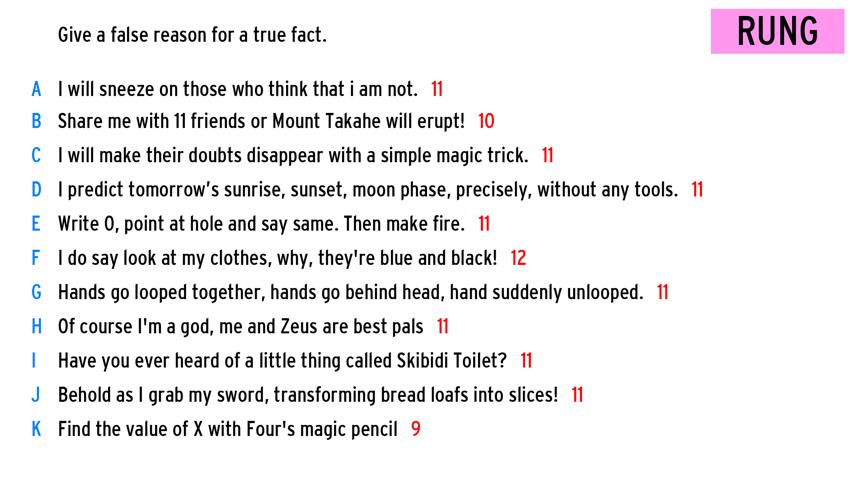 Give a false reason for a true fact.
RUNG
A I will sneeze on those who think that i am not. 11
B Share me with 11 friends or Mount Takahe will erupt! 10
C I will make their doubts disappear with a simple magic trick. 11
D I predict tomorrow's sunrise, sunset, moon phase, precisely, without any tools. 11
E Write O, point at hole and say same. Then make fire. 11
F I do say look at my clothes, why, they're blue and black! 12
G Hands go looped together, hands go behind head, hand suddenly unlooped. 11
H Of course I'm a god, me and Zeus are best pals 11
I Have you ever heard of a little thing called Skibidi Toilet? 11
J Behold as I grab my sword, transforming bread loafs into slices! 11
K Find the value of X with Four's magic pencil 9